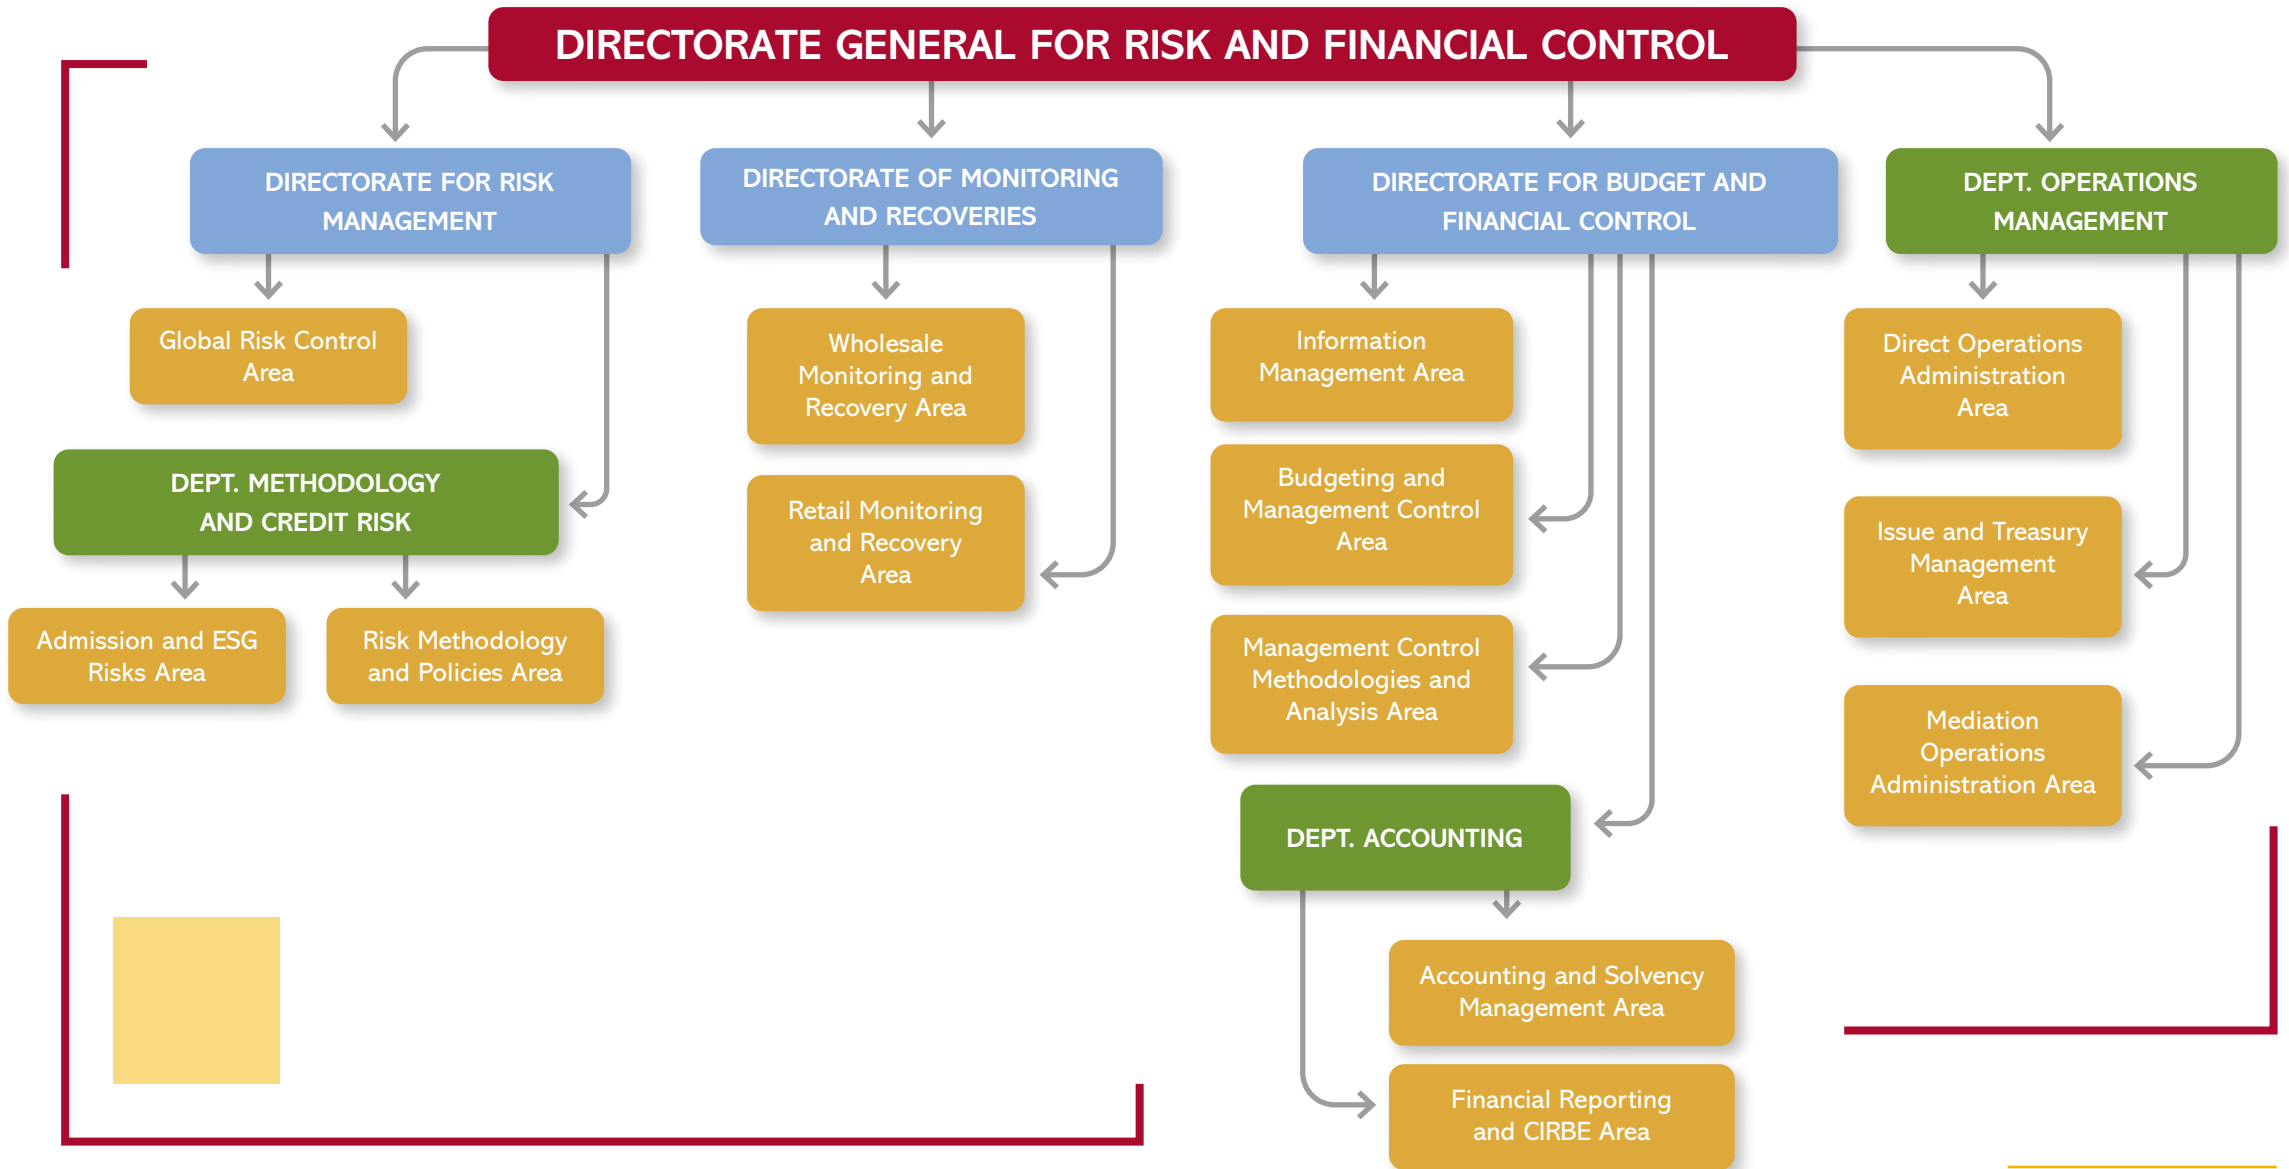 DIRECTORATE GENERAL FOR RISK AND FINANCIAL CONTROL
DIRECTORATE FOR RISK
MANAGEMENT
DIRECTORATE OF MONITORING
AND RECOVERIES
DIRECTORATE FOR BUDGET AND
FINANCIAL CONTROL
DEPT. OPERATIONS
MANAGEMENT
Global Risk Control
Area
DEPT. METHODOLOGY
AND CREDIT RISK
Admission and ESG
Risks Area
Risk Methodology
and Policies Area
Wholesale
Monitoring and
Recovery Area
Retail Monitoring
and Recovery
Area
Information
Management Area
Budgeting and
Management Control
Area
Management Control
Methodologies and
Analysis Area
DEPT. ACCOUNTING
Accounting and Solvency
Management Area
Financial Reporting
and CIRBE Area
Direct Operations
Administration
Area
Issue and Treasury
Management
Area
Mediation
Operations
Administration Area